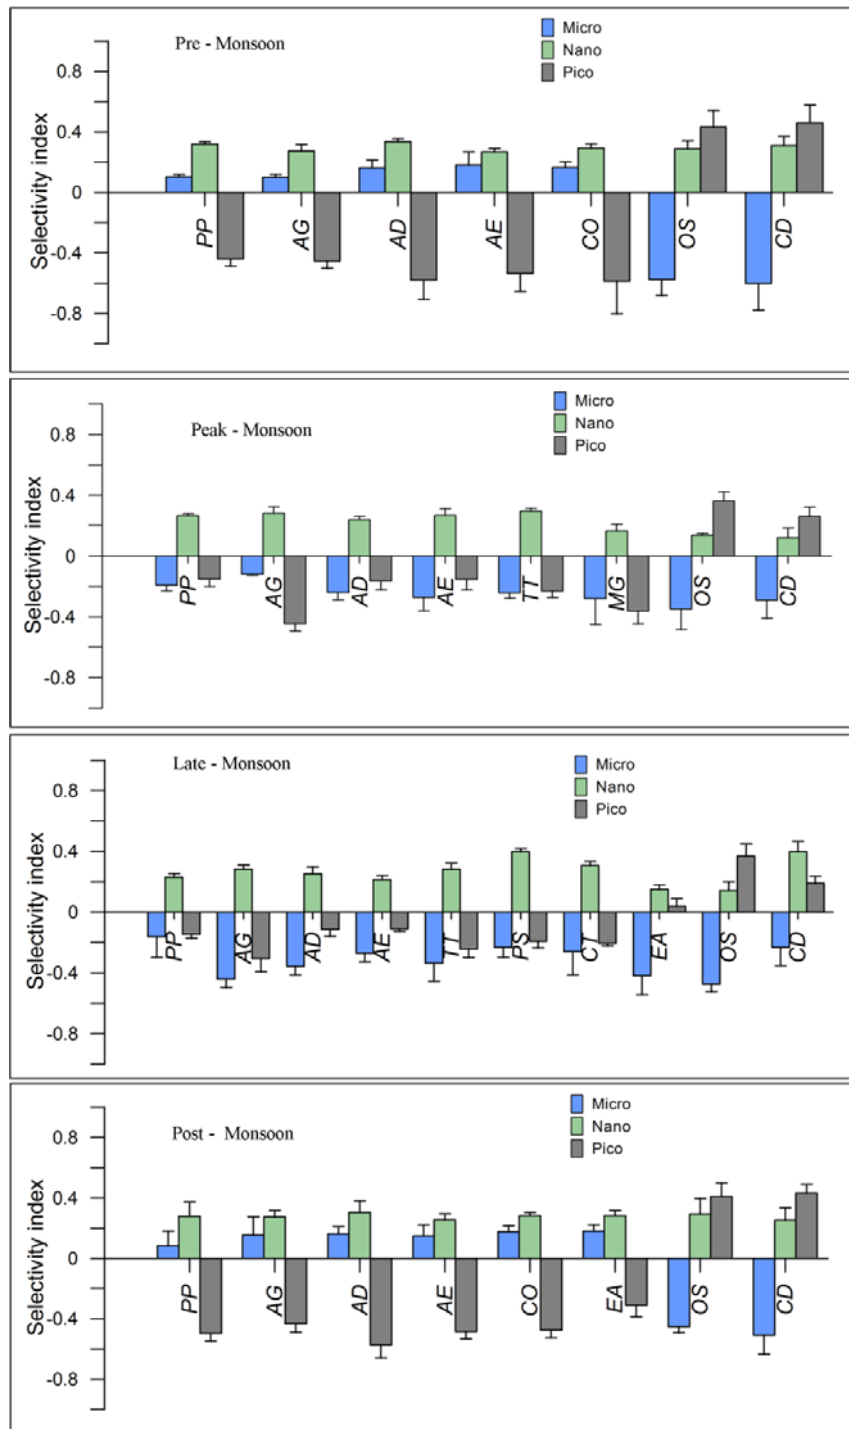 Pre - Monsoon
Micro
Nano
Pico
Selectivity index
0.8
0.4
0
-0.4
-0.8
PP
AG
AD
AE
CO
OS
CD
Peak - Monsoon
Micro
Nano
Pico
Selectivity index
0.8
0.4
0
-0.4
-0.8
PP
AG
AD
AE
TT
MG
OS
CD
Late - Monsoon
Micro
Nano
Pico
Selectivity index
0.8
0.4
0
-0.4
-0.8
PP
AG
AD
AE
TT
PS
CT
EA
OS
CD
Post - Monsoon
Micro
Nano
Pico
Selectivity index
0.8
0.4
0
-0.4
-0.8
PP
AG
AD
AE
CO
EA
OS
CD